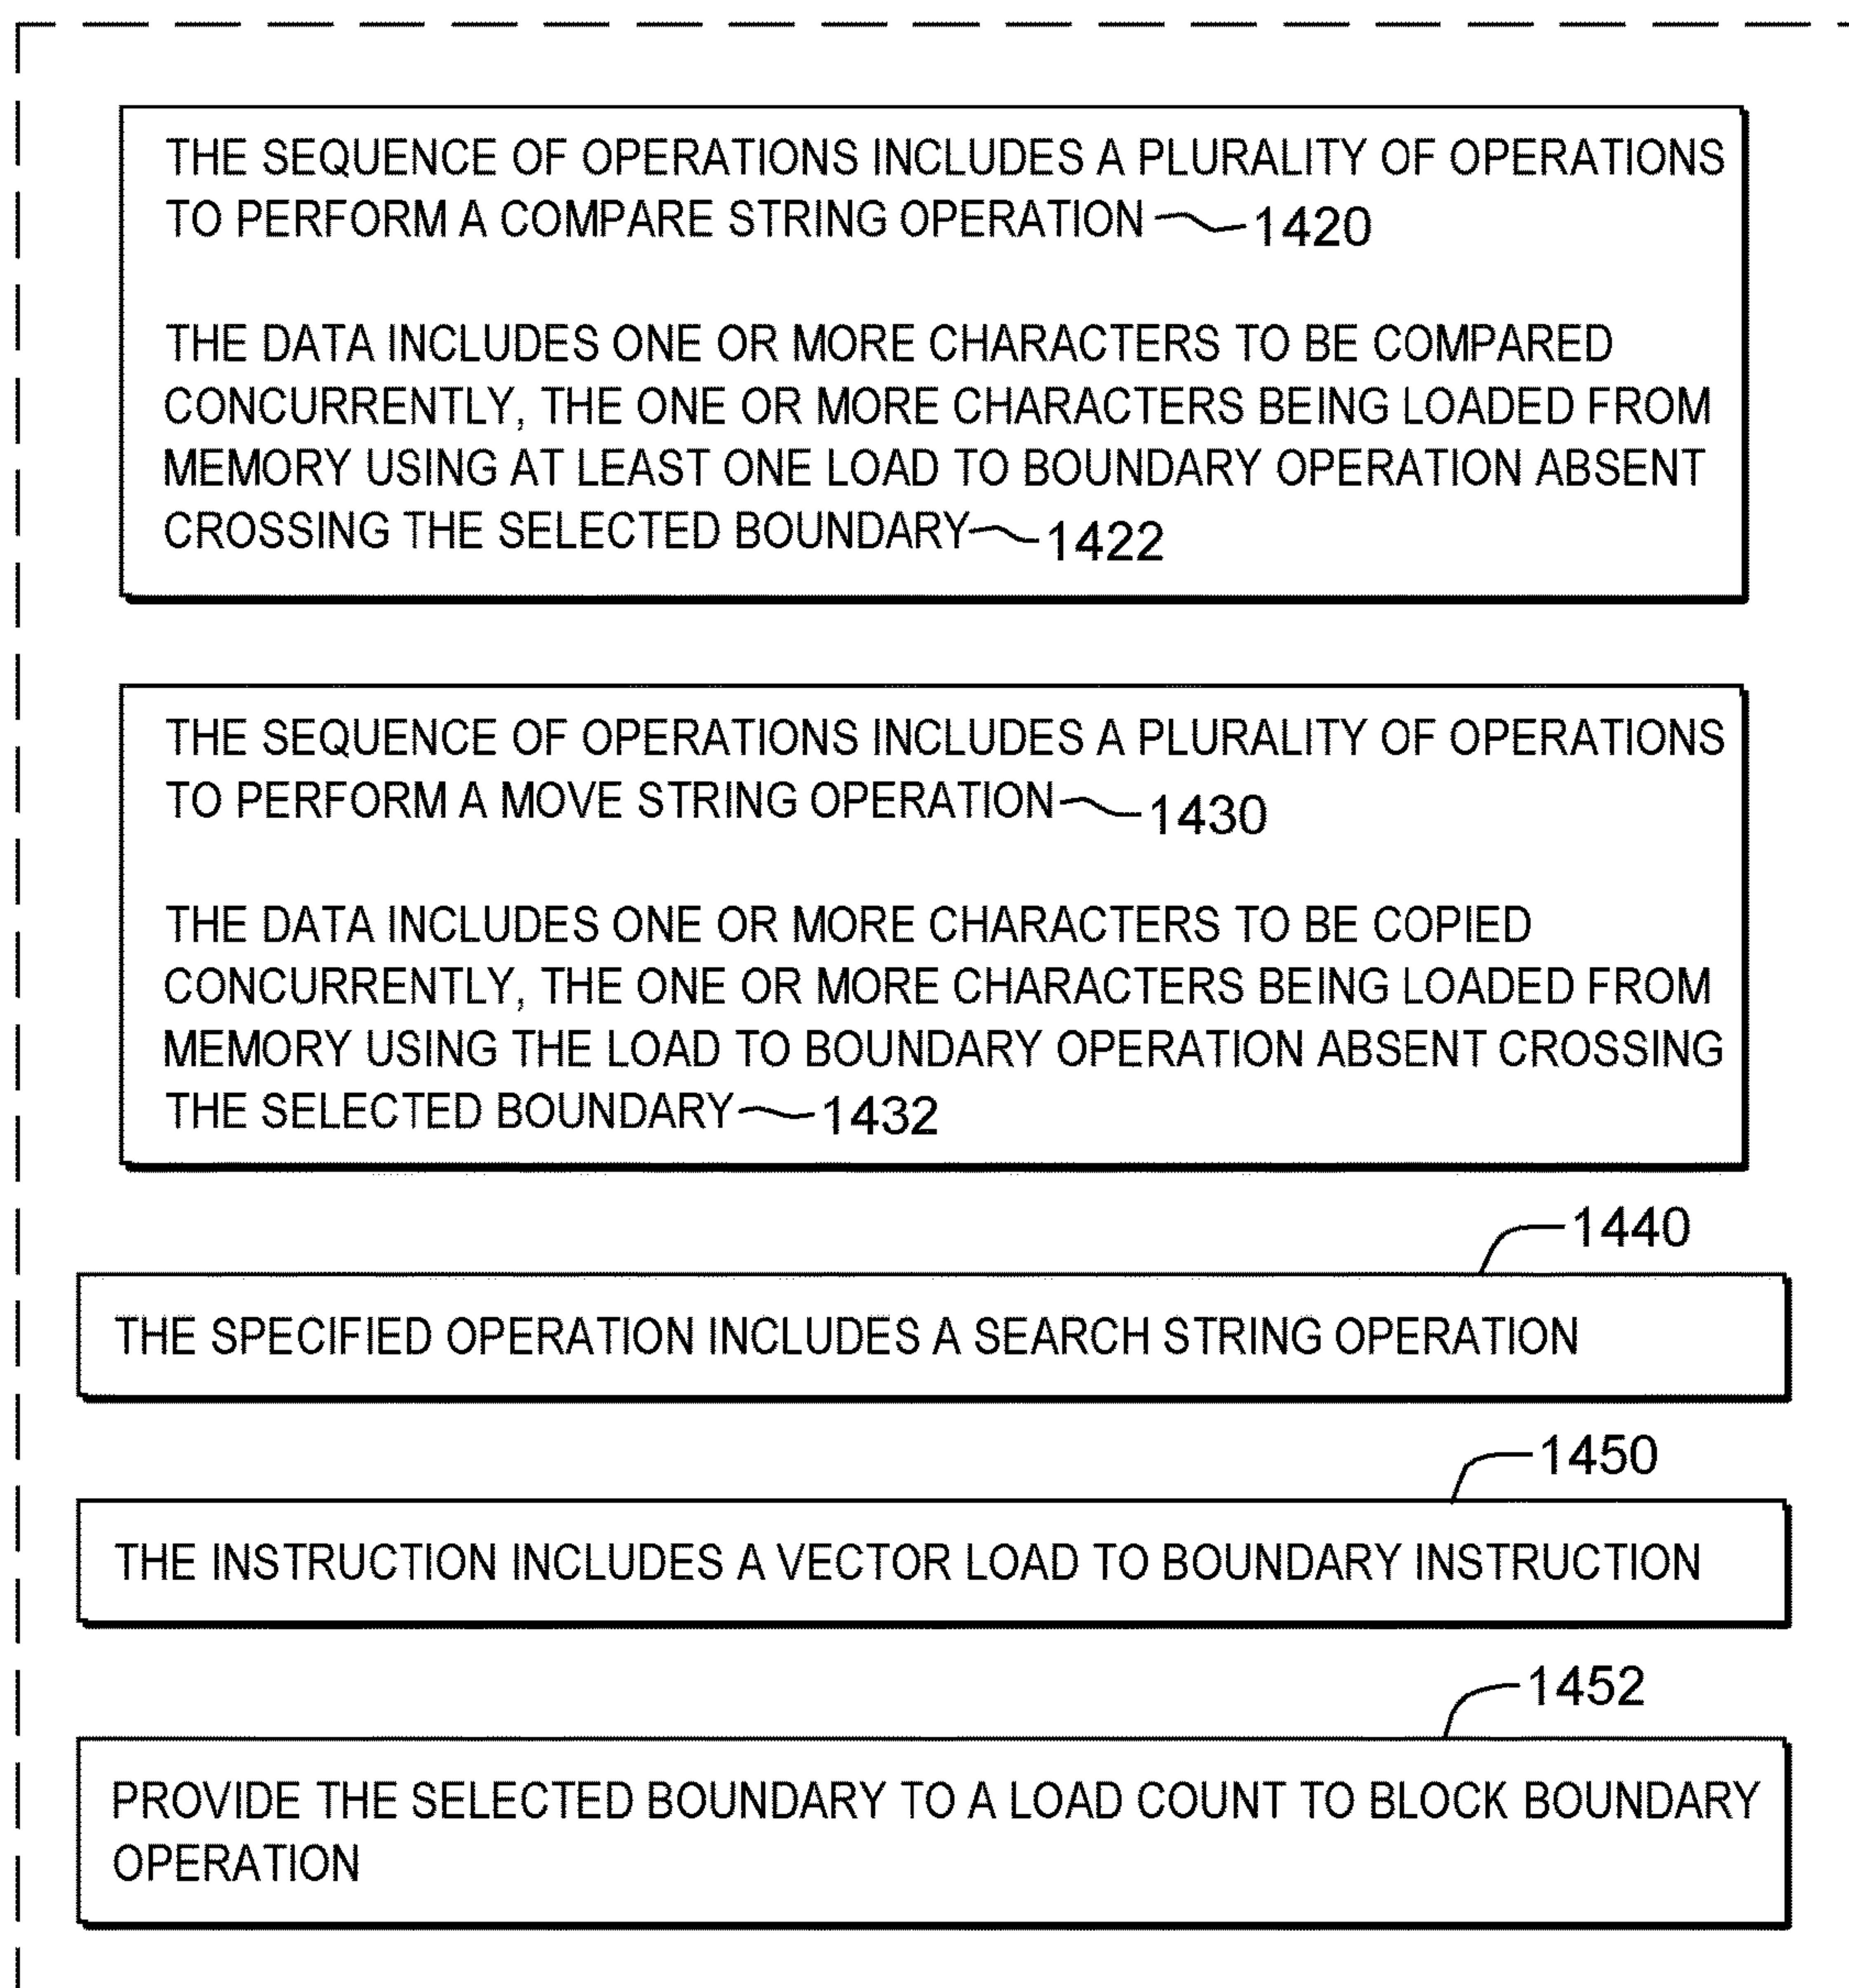 THE SEQUENCE OF OPERATIONS INCLUDES A PLURALITY OF OPERATIONS
TO PERFORM A COMPARE STRING OPERATION 1420
THE DATA INCLUDES ONE OR MORE CHARACTERS TO BE COMPARED
CONCURRENTLY, THE ONE OR MORE CHARACTERS BEING LOADED FROM
MEMORY USING AT LEAST ONE LOAD TO BOUNDARY OPERATION ABSENT
CROSSING THE SELECTED BOUNDARY 1422
THE SEQUENCE OF OPERATIONS INCLUDES A PLURALITY OF OPERATIONS
TO PERFORM A MOVE STRING OPERATION 1430
THE DATA INCLUDES ONE OR MORE CHARACTERS TO BE COPIED
CONCURRENTLY, THE ONE OR MORE CHARACTERS BEING LOADED FROM
MEMORY USING THE LOAD TO BOUNDARY OPERATION ABSENT CROSSING
THE SELECTED BOUNDARY 1432
1440
THE SPECIFIED OPERATION INCLUDES A SEARCH STRING OPERATION
1450
THE INSTRUCTION INCLUDES A VECTOR LOAD TO BOUNDARY INSTRUCTION
1452
PROVIDE THE SELECTED BOUNDARY TO A LOAD COUNT TO BLOCK BOUNDARY
OPERATION